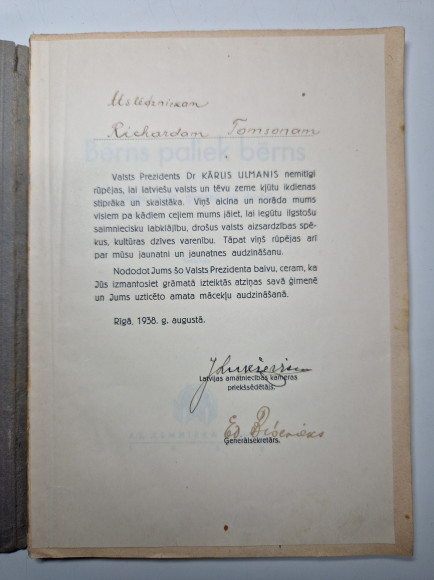 Atslēdzniekam
Richardam Tomsonam
Bērns paliek bērns
Valsts Prezidents Dr KĀRLIS ULMANIS nemitīgi
rūpējas, lai latviešu valsts un tēvu zeme kļūtu ikdienas
stiprāka un skaistāka. Viņš aicina un norāda mums
visiem pa kādiem ceļiem mums jāiet, lai iegūtu ilgstošu
saimniecisku labklājību, drošus valsts aizsardzības spē-
kus, kultūras dzīves varenību. Tāpat viņš rūpējas arī
par mūsu jaunatni un jaunatnes audzināšanu.
Nododot Jums šo Valsts Prezidenta balvu, ceram, ka
Jūs izmantosiet grāmatā izteiktās atziņas savā ģimenē
un Jums uzticēto amata mācekļu audzināšanā.
Rīgā, 1938. g. augustā.
Latvijas amatniecības kameras
priekšsēdētājs.
Ģenerālsekretārs.